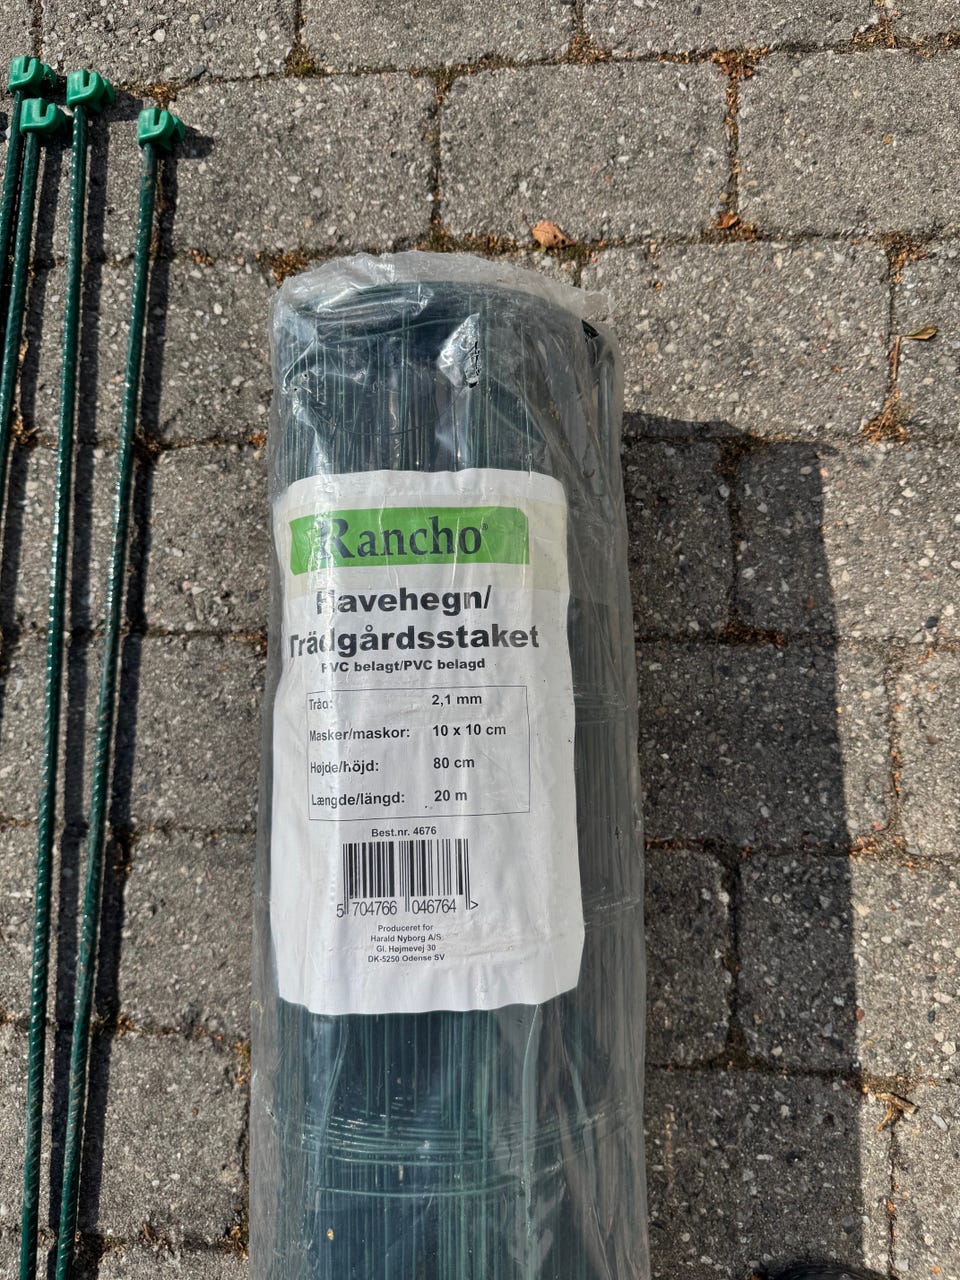 Rancho®
Havehegn/
Trädgårdsstaket
PVC belagt/PVC belagd
Tråd: 2,1 mm
Masker/maskor: 10 x 10 cm
Højde/höjd: 80 cm
Længde/längd: 20 m
Best.nr. 4676
5 704766 046764 >
Produceret for
Harald Nyborg A/S
Gl. Højmevej 30
DK-5250 Odense SV